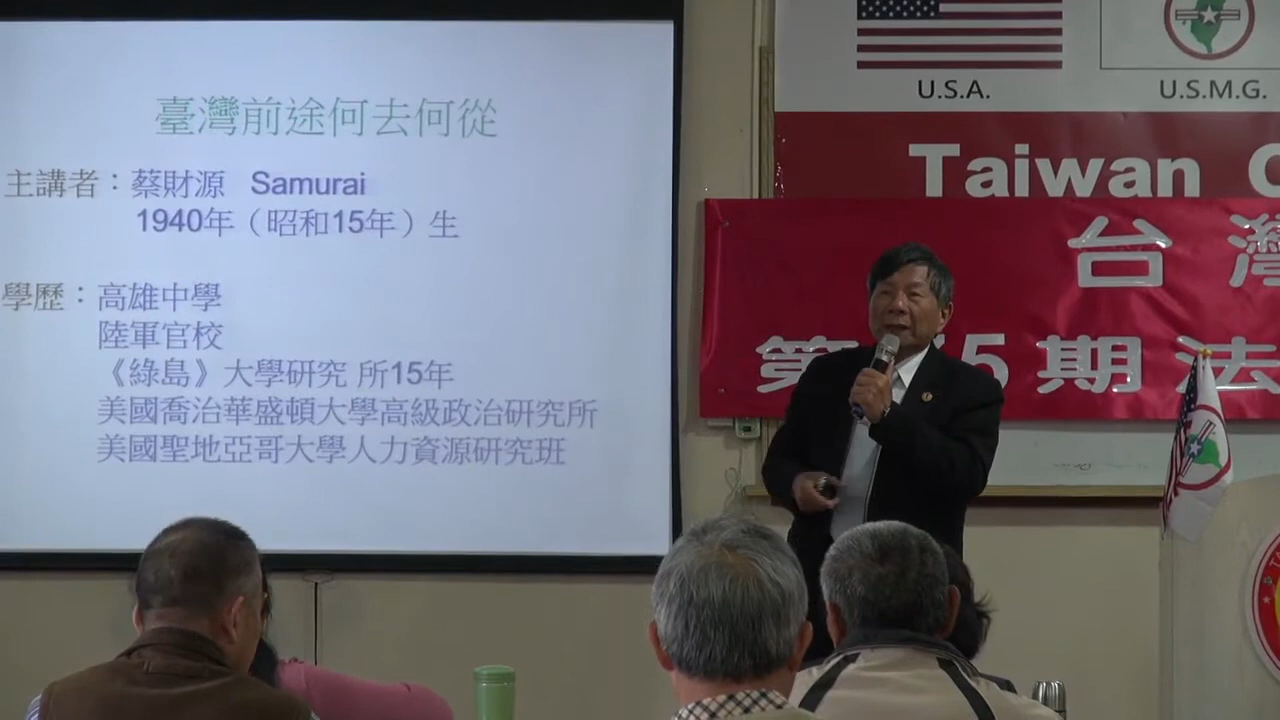 臺灣前途何去何從
主講者：蔡財源 Samurai
1940年（昭和15年）生
學歷：高雄中學
陸軍官校
《綠島》大學研究 所15年
美國喬治華盛頓大學高級政治研究所
美國聖地亞哥大學人力資源研究班
U.S.A.
U.S.M.G.
Taiwan C
台灣
第 5期法